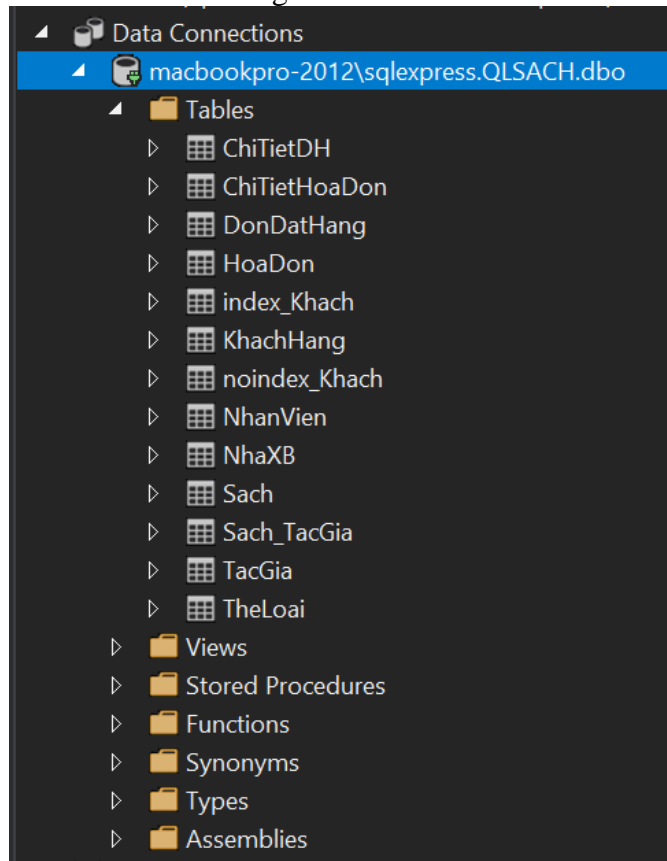 Data Connections
macbookpro-2012\sqlexpress.QLSACH.dbo
Tables
ChiTietDH
ChiTietHoaDon
DonDatHang
HoaDon
index_Khach
KhachHang
noindex_Khach
NhanVien
NhaXB
Sach
Sach_TacGia
TacGia
TheLoai
Views
Stored Procedures
Functions
Synonyms
Types
Assemblies